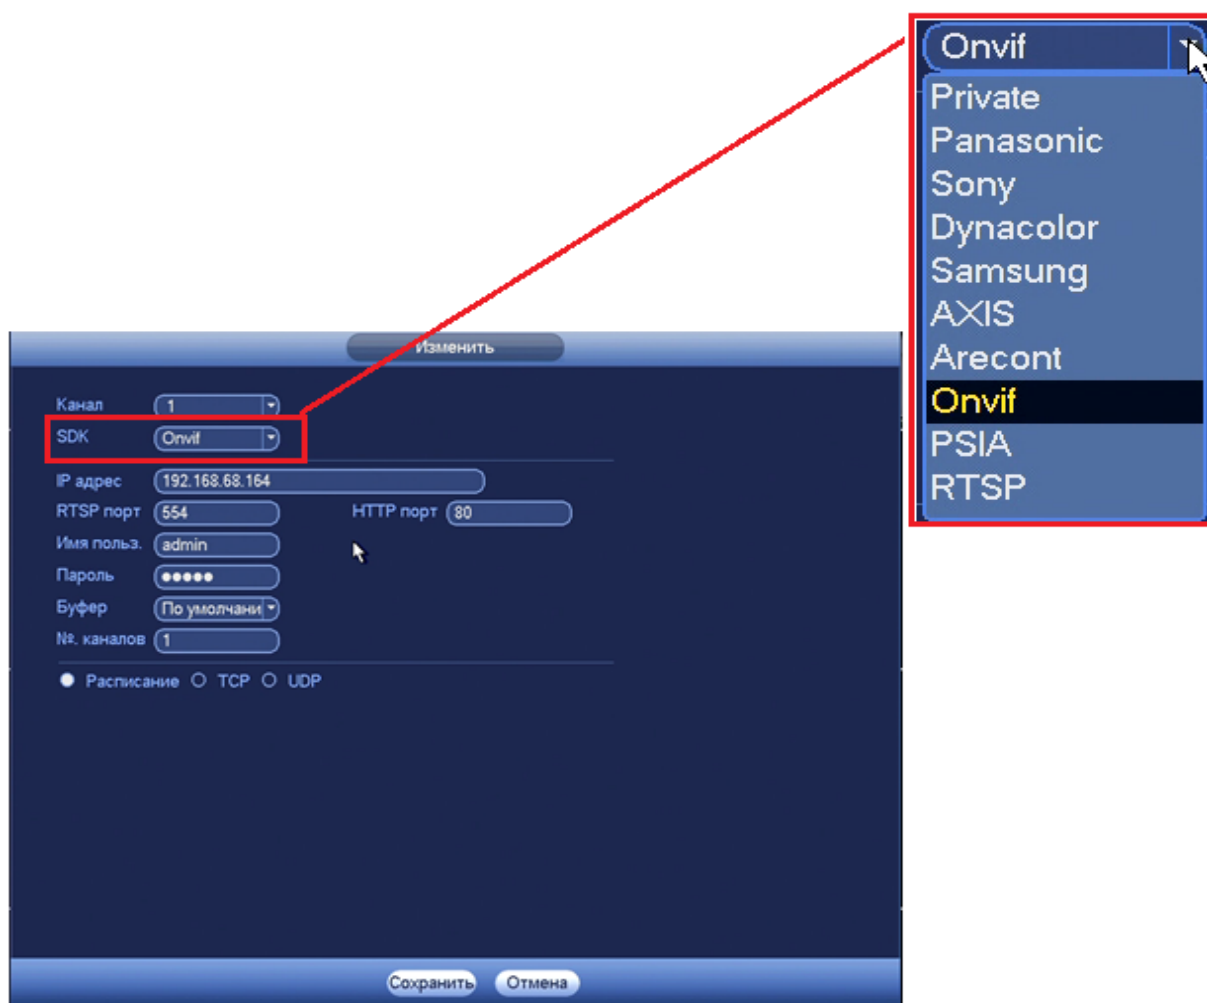 Onvif
Private
Panasonic
Sony
Dynacolor
Samsung
AXIS
Arecont
Onvif
PSIA
RTSP
Изменить
Канал 1
SDK Onvif
IP адрес 192.168.68.164
RTSP порт 554 HTTP порт 80
Имя польз. admin
Пароль ●●●●●
Буфер По умолчани
№. каналов 1
Расписание TCP UDP
Сохранить Отмена